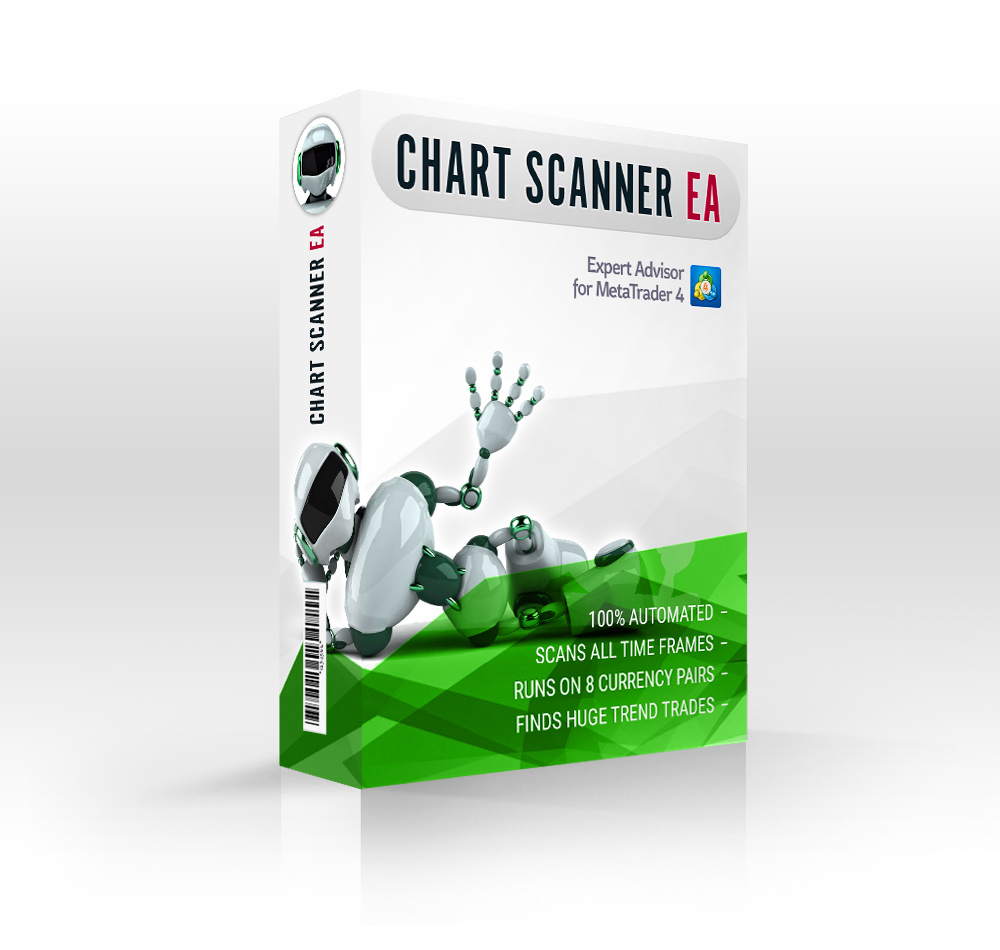 CHART SCANNER EA
Expert Advisor
for MetaTrader 4
4
100% AUTOMATED –
SCANS ALL TIME FRAMES –
RUNS ON 8 CURRENCY PAIRS –
FINDS HUGE TREND TRADES –
CHART SCANNER EA